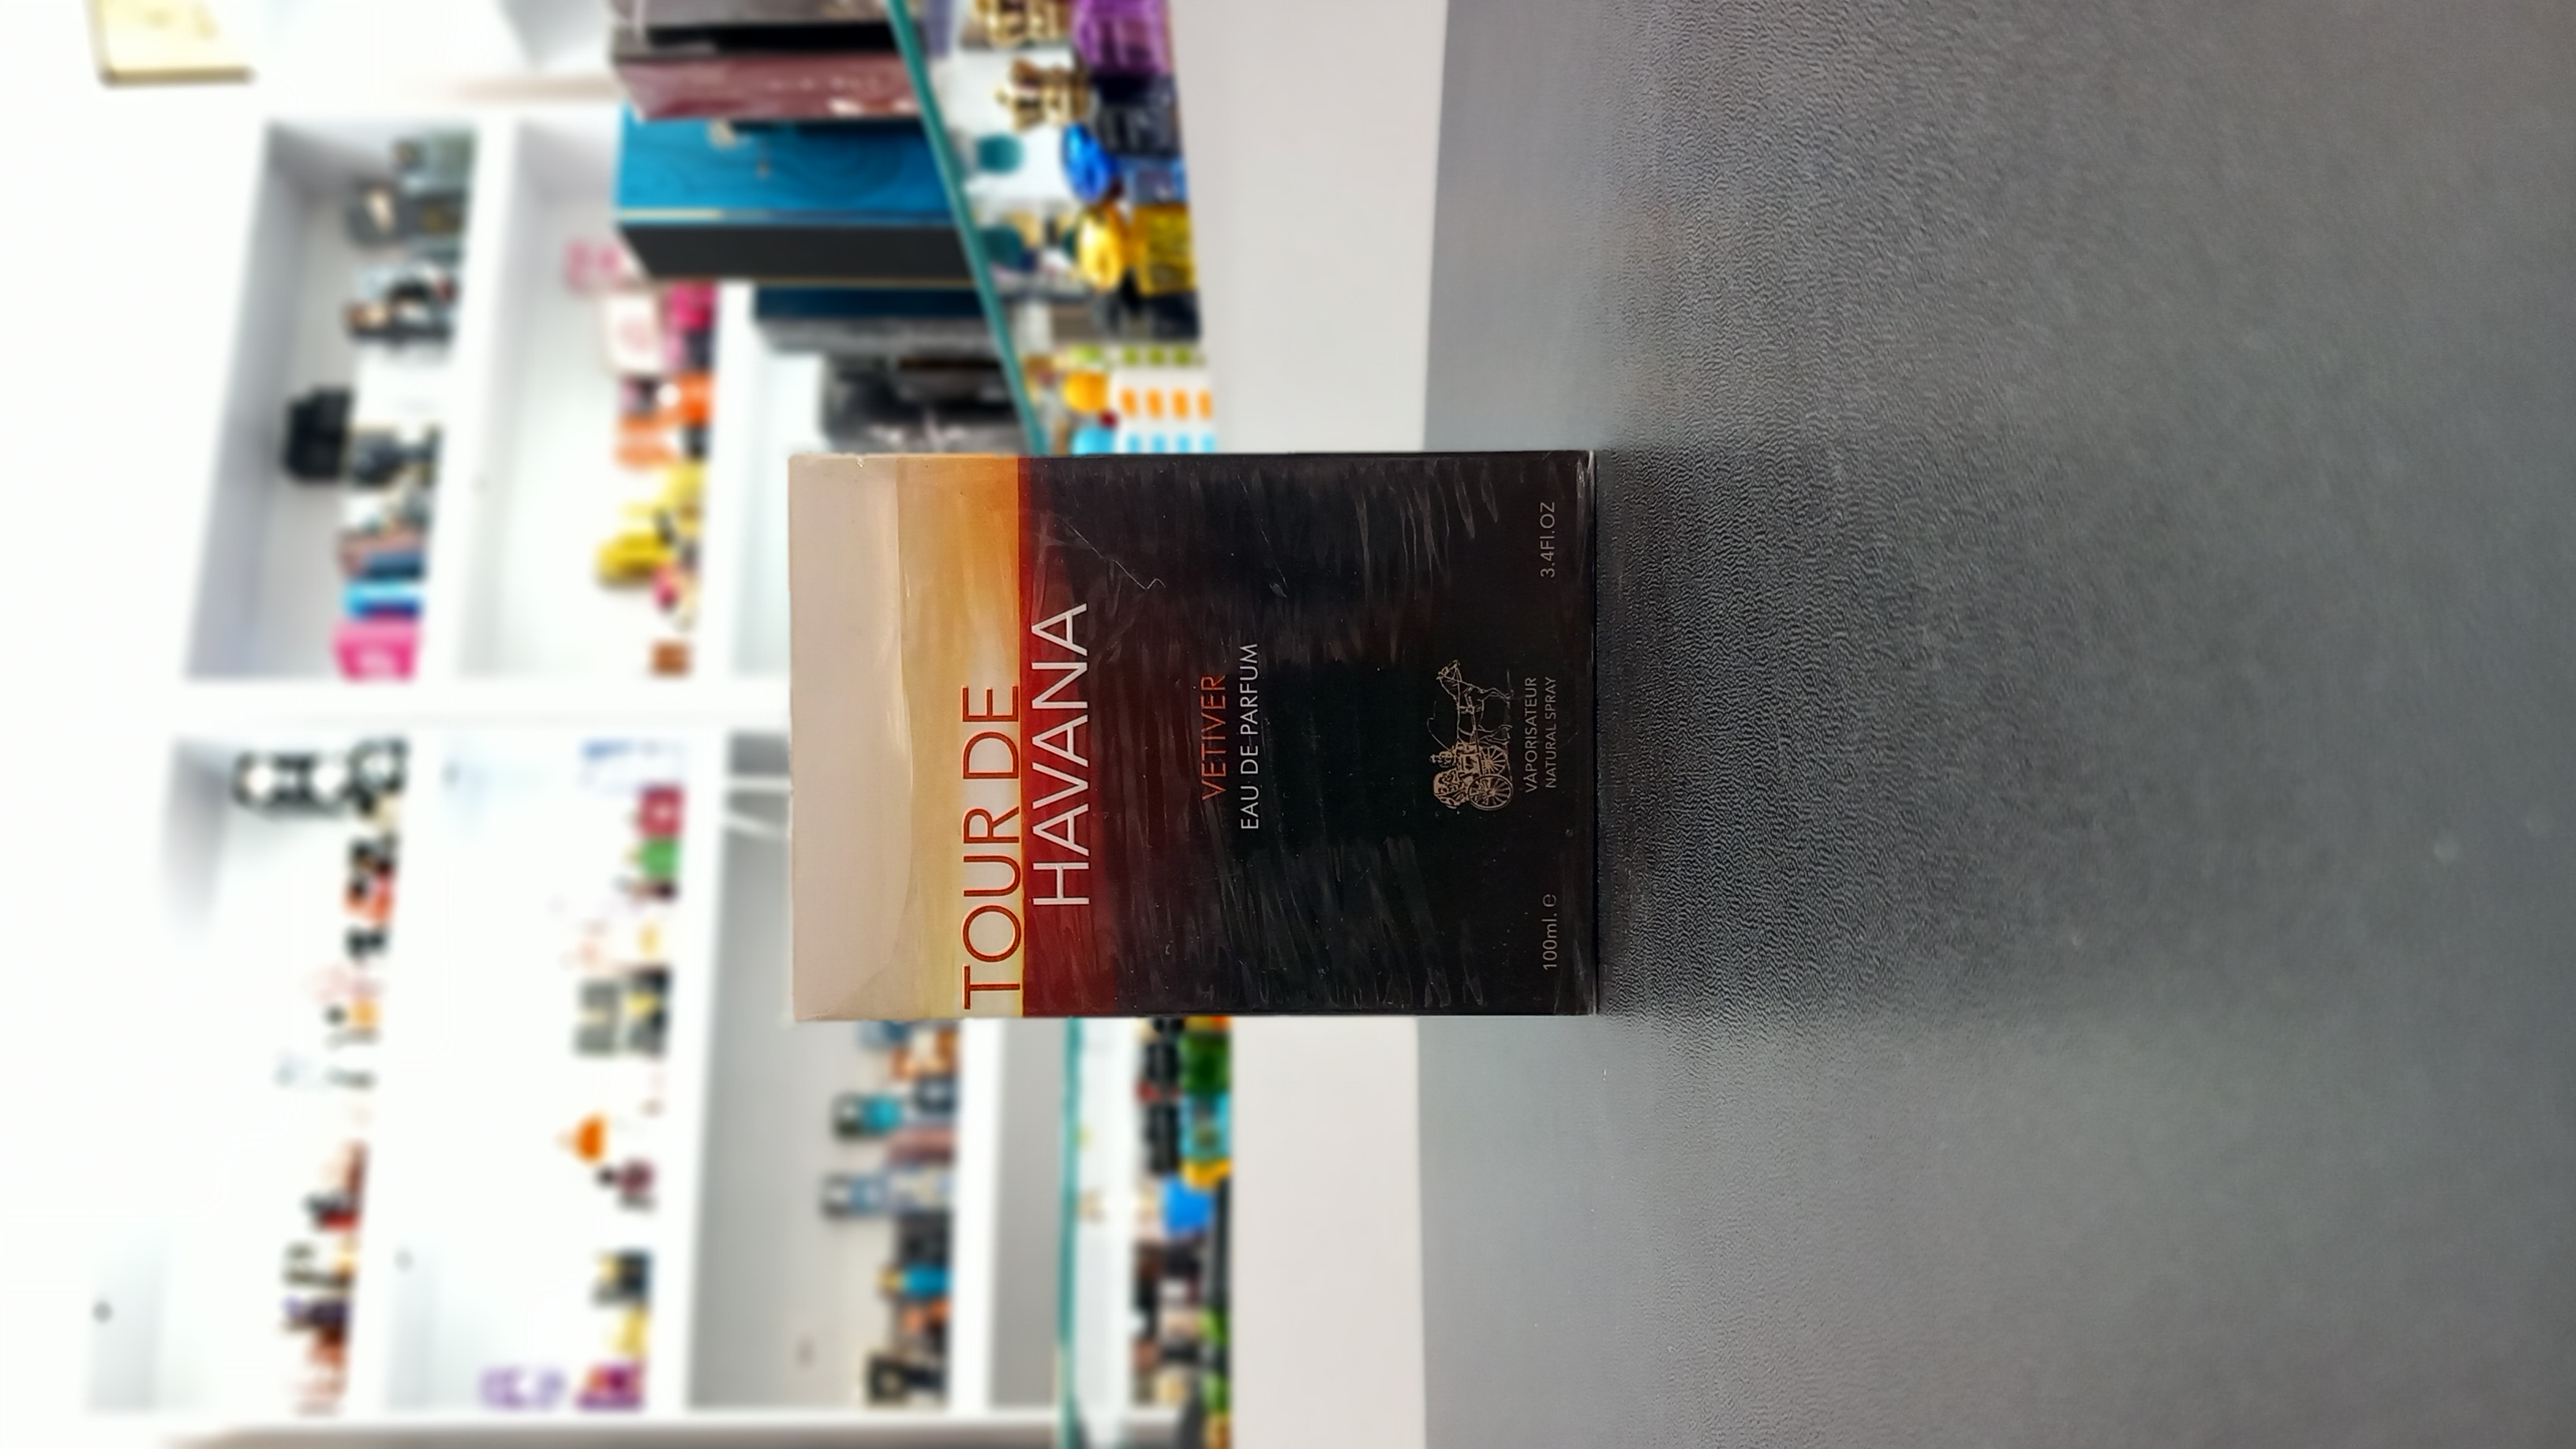 TOUR DE
HAVANA
VETIVER
EAU DE PARFUM
VAPORISATEUR
NATURAL SPRAY
100ml. e
3.4Fl.OZ